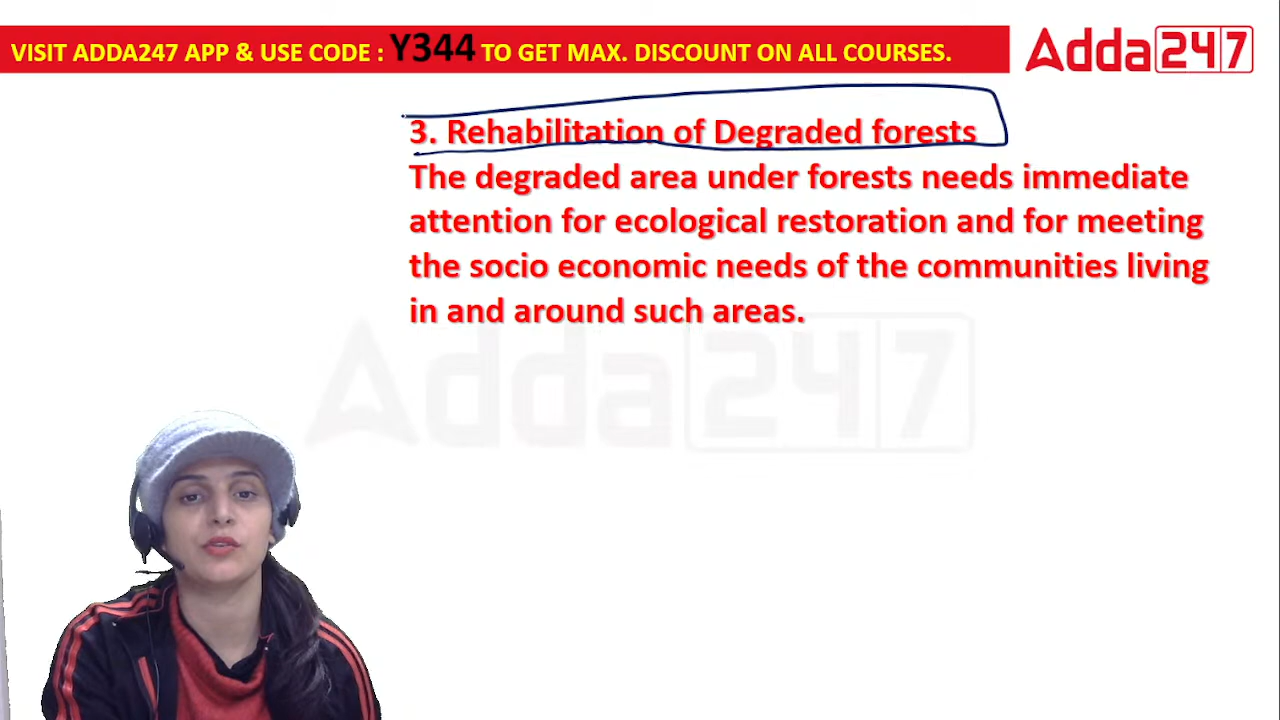 VISIT ADDA247 APP & USE CODE : Y344 TO GET MAX. DISCOUNT ON ALL COURSES.
Adda247
3. Rehabilitation of Degraded forests
The degraded area under forests needs immediate
attention for ecological restoration and for meeting
the socio economic needs of the communities living
in and around such areas.
Adda247